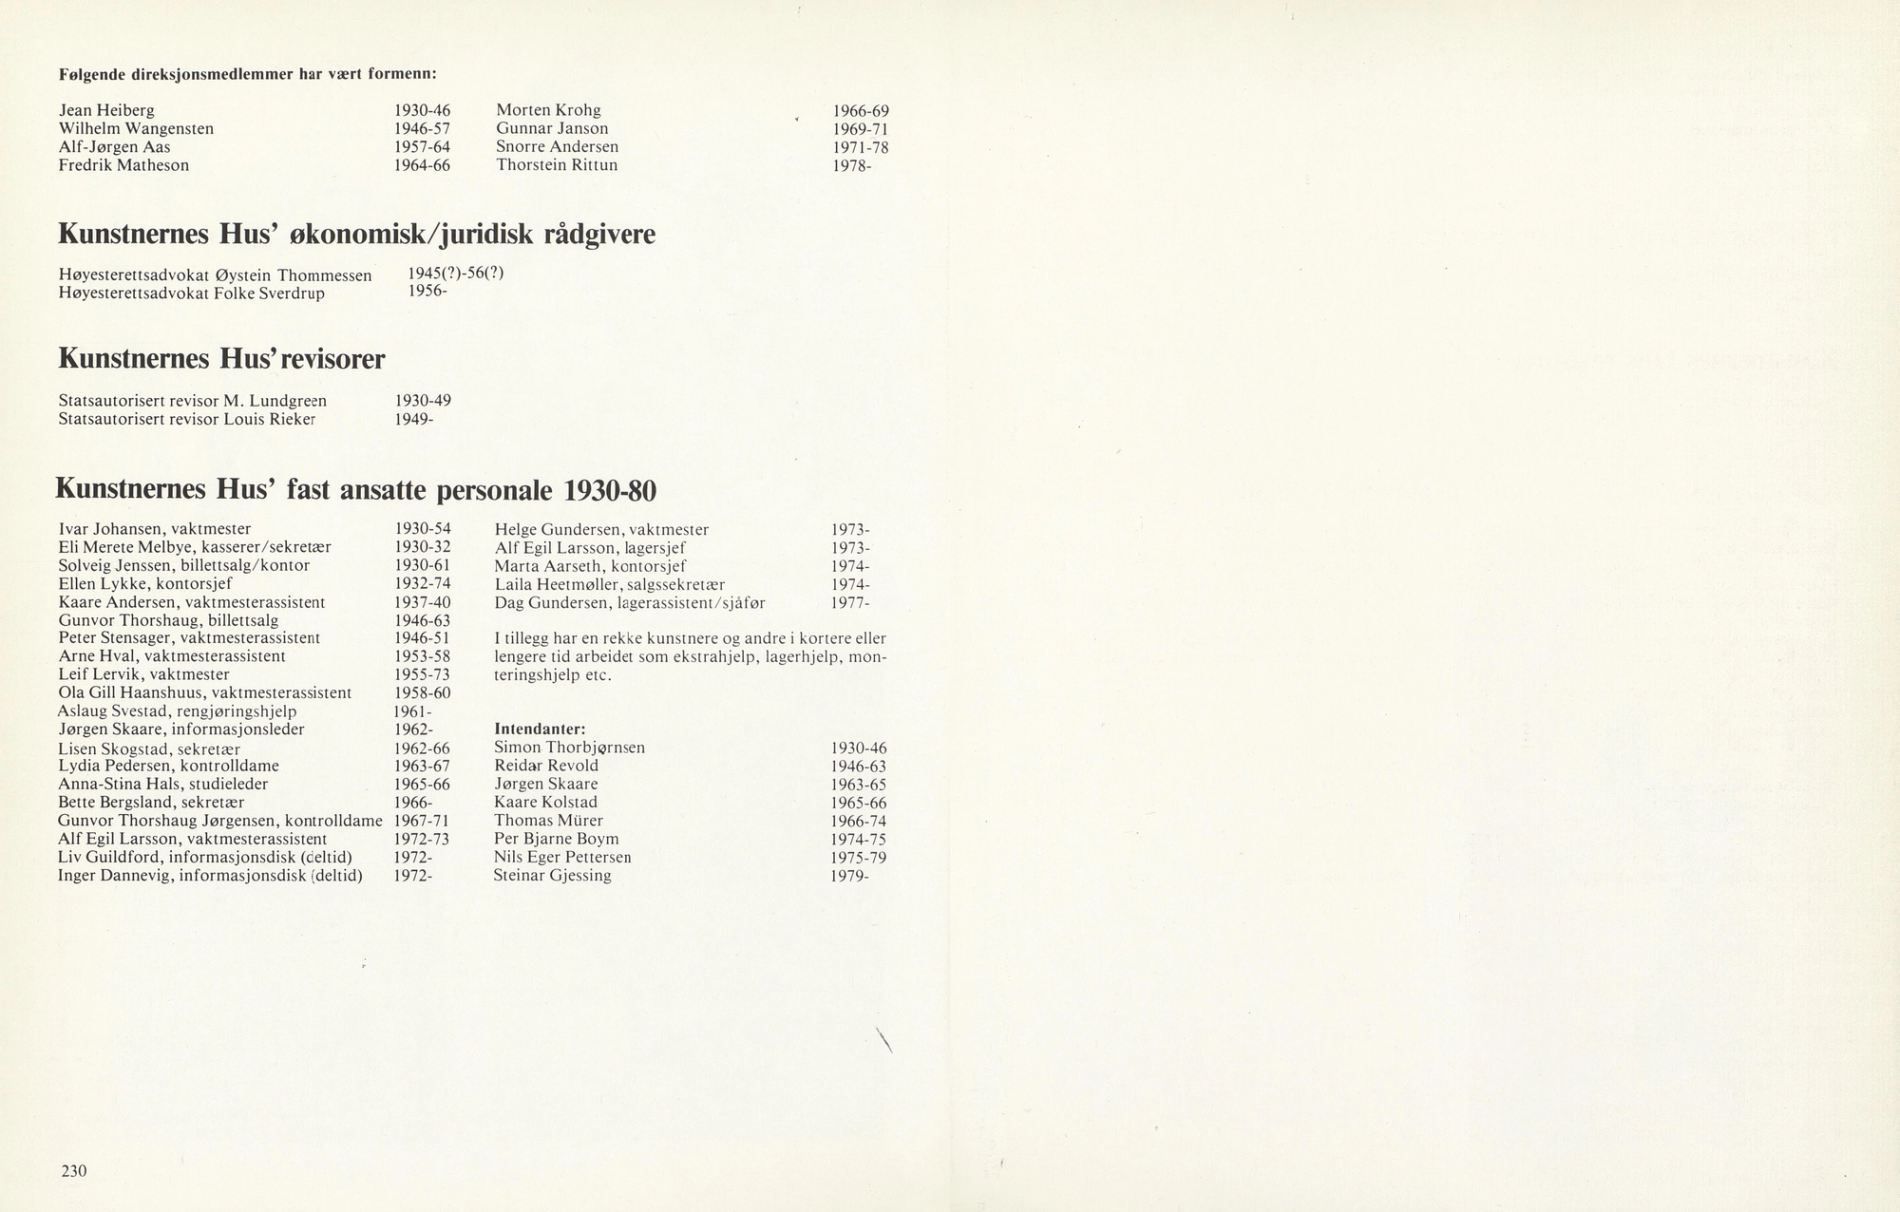 Følgende direksjonsmedlemmer har vært formenn:
Jean Heiberg 1930-46
Wilhelm Wangensten 1946-57
Alf-Jørgen Aas 1957-64
Fredrik Matheson 1964-66
Morten Krohg 1966-69
Gunnar Janson 1969-71
Snorre Andersen 1971-78
Thorstein Rittun 1978-
Kunstnernes Hus’ økonomisk/juridisk rådgivere
Høyesterettsadvokat Øystein Thommessen 1945(?)-56(?)
Høyesterettsadvokat Folke Sverdrup 1956-
Kunstnernes Hus’ revisorer
Statsautorisert revisor M. Lundgreen 1930-49
Statsautorisert revisor Louis Rieker 1949-
Kunstnernes Hus’ fast ansatte personale 1930-80
Ivar Johansen, vaktmester 1930-54
Eli Merete Melbye, kasserer/sekretær 1930-32
Solveig Jenssen, billettsalg/kontor 1930-61
Ellen Lykke, kontorsjef 1932-74
Kaare Andersen, vaktmesterassistent 1937-40
Gunvor Thorshaug, billettsalg 1946-63
Peter Stensager, vaktmesterassistent 1946-51
Arne Hval, vaktmesterassistent 1953-58
Leif Lervik, vaktmester 1955-73
Ola Gill Haanshuus, vaktmesterassistent 1958-60
Aslaug Svestad, rengjøringshjelp 1961-
Jørgen Skaare, informasjonsleder 1962-
Lisen Skogstad, sekretær 1962-66
Lydia Pedersen, kontrolldame 1963-67
Anna-Stina Hals, studieleder 1965-66
Bette Bergsland, sekretær 1966-
Gunvor Thorshaug Jørgensen, kontrolldame 1967-71
Alf Egil Larsson, vaktmesterassistent 1972-73
Liv Guildford, informasjonsdisk (deltid) 1972-
Inger Dannevig, informasjonsdisk (deltid) 1972-
Helge Gundersen, vaktmester 1973-
Alf Egil Larsson, lagersjef 1973-
Marta Aarseth, kontorsjef 1974-
Laila Heetmøller, salgssekretær 1974-
Dag Gundersen, lagerassistent/sjåfør 1977-
I tillegg har en rekke kunstnere og andre i kortere eller
lengere tid arbeidet som ekstrahjelp, lagerhjelp, mon-
teringshjelp etc.
Intendanter:
Simon Thorbjørnsen 1930-46
Reidar Revold 1946-63
Jørgen Skaare 1963-65
Kaare Kolstad 1965-66
Thomas Mürer 1966-74
Per Bjarne Boym 1974-75
Nils Eger Pettersen 1975-79
Steinar Gjessing 1979-
230